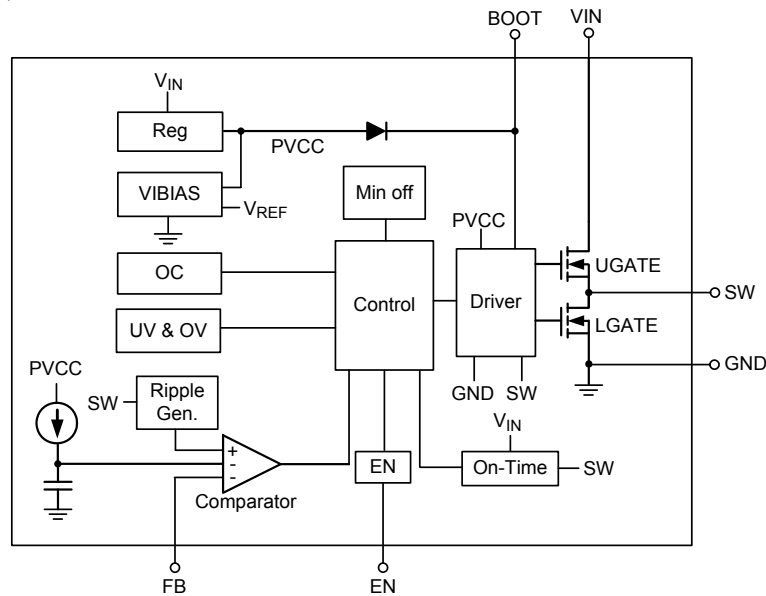 BOOT
VIN
VIN
Reg
PVCC
VIBIAS
VREF
Min off
PVCC
OC
Control
Driver
UGATE
SW
UV & OV
LGATE
PVCC
GND
SW
Ripple
Gen.
GND
SW
VIN
+
-
-
EN
On-Time
SW
Comparator
FB
EN